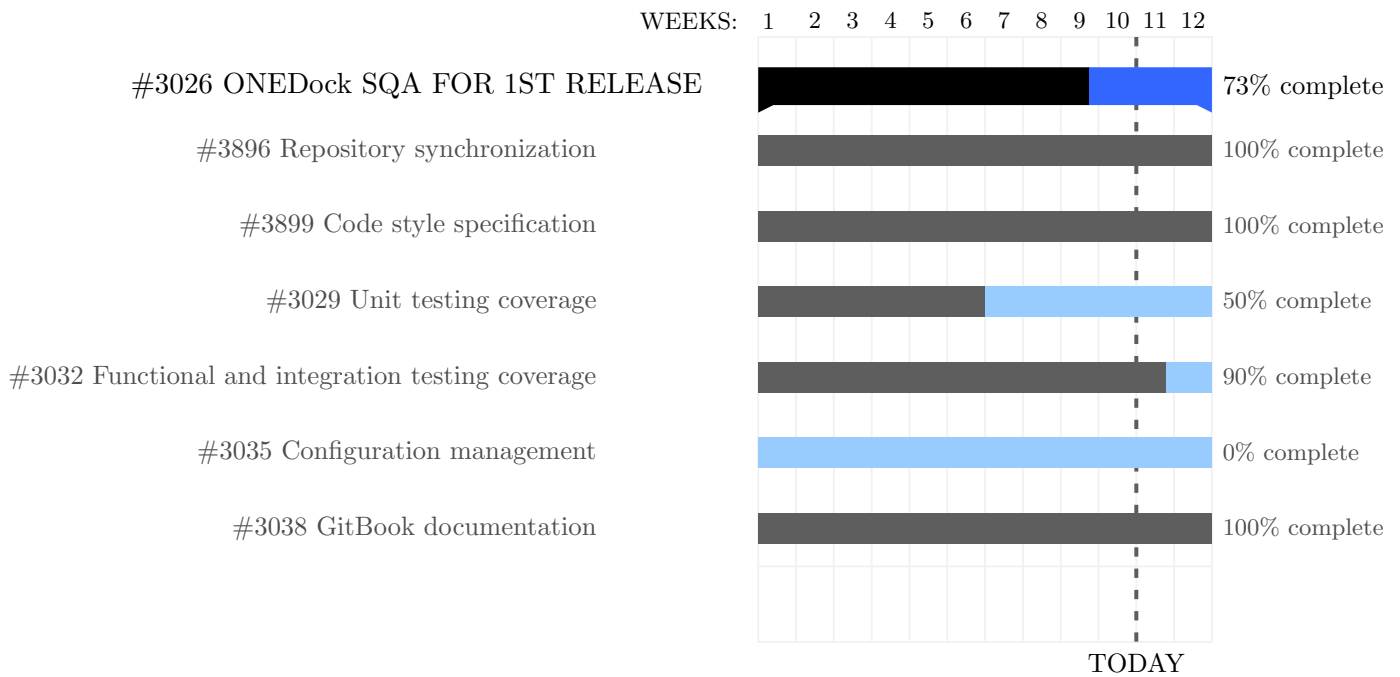 WEEKS: 1 2 3 4 5 6 7 8 9 10 11 12
#3026 ONEDock SQA FOR 1ST RELEASE 73% complete
#3896 Repository synchronization 100% complete
#3899 Code style specification 100% complete
#3029 Unit testing coverage 50% complete
#3032 Functional and integration testing coverage 90% complete
#3035 Configuration management 0% complete
#3038 GitBook documentation 100% complete
TODAY